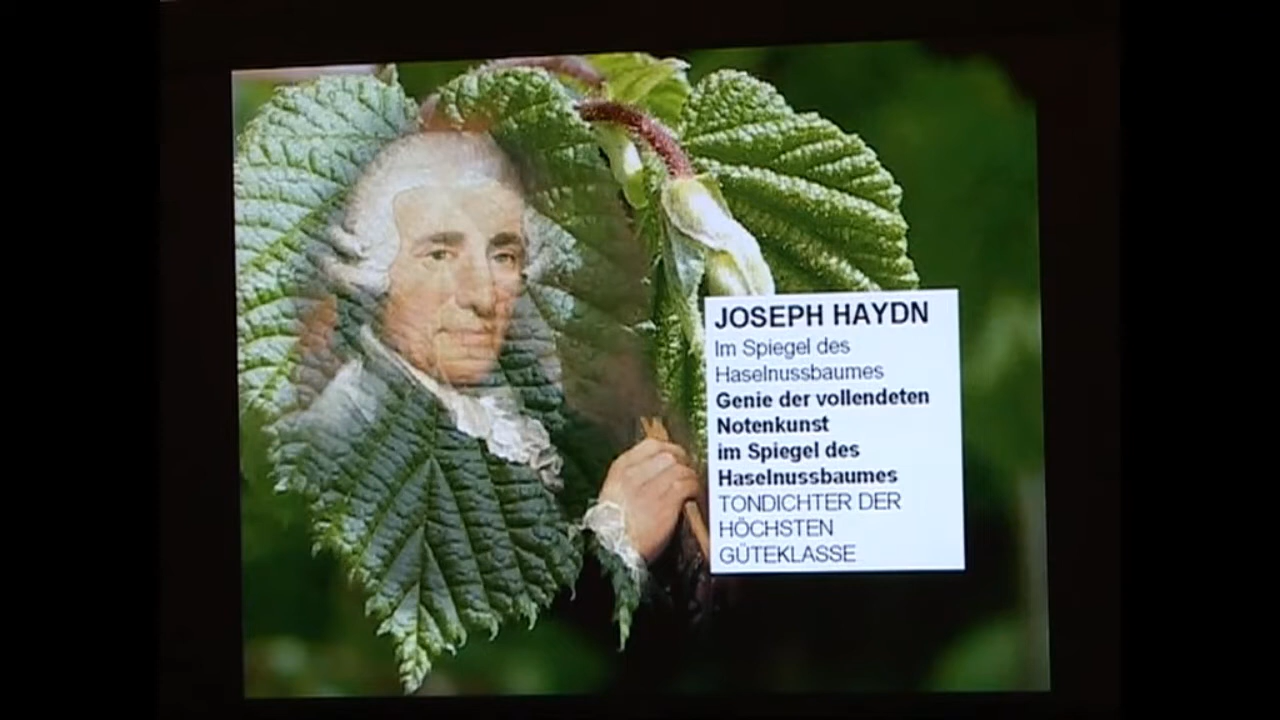 JOSEPH HAYDN
Im Spiegel des
Haselnussbaumes
Genie der vollendeten
Notenkunst
im Spiegel des
Haselnussbaumes
TONDICHTER DER
HÖCHSTEN
GÜTEKLASSE